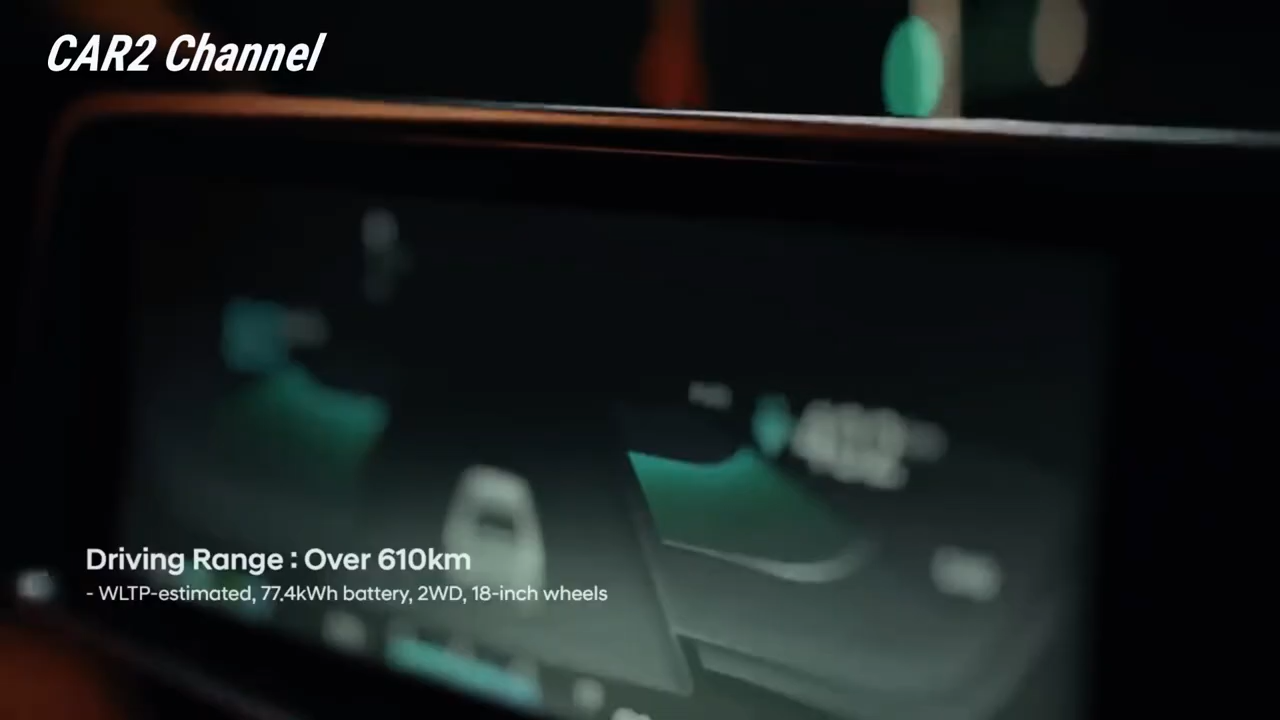 CAR2 Channel
Driving Range : Over 610km
- WLTP-estimated, 77.4kWh battery, 2WD, 18-inch wheels